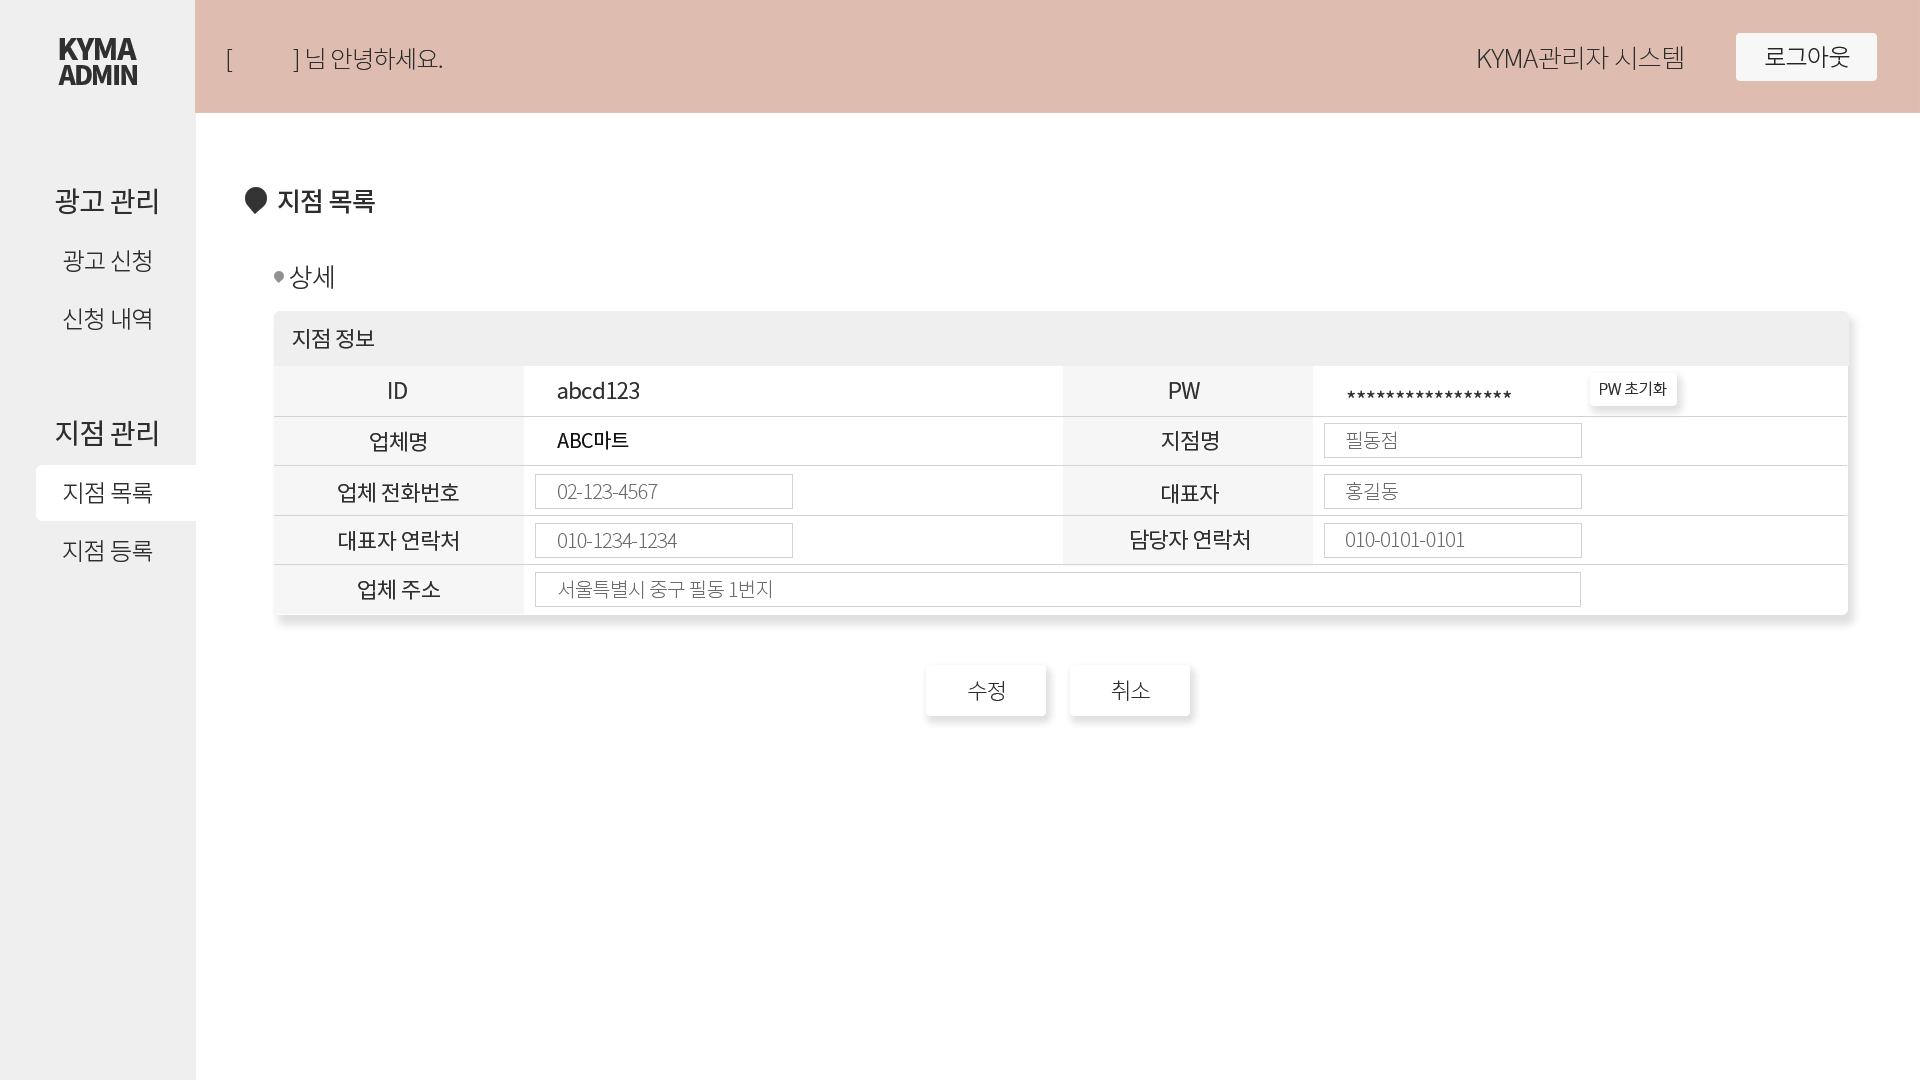 KYMA
ADMIN
[ ] 님 안녕하세요.
KYMA관리자 시스템
로그아웃
광고 관리
광고 신청
신청 내역
지점 관리
지점 목록
지점 등록
지점 목록
상세
지점 정보
ID abcd123 PW ***************** PW 초기화
업체명 ABC마트 지점명 필동점
업체 전화번호 02-123-4567 대표자 홍길동
대표자 연락처 010-1234-1234 담당자 연락처 010-0101-0101
업체 주소 서울특별시 중구 필동 1번지
수정 취소